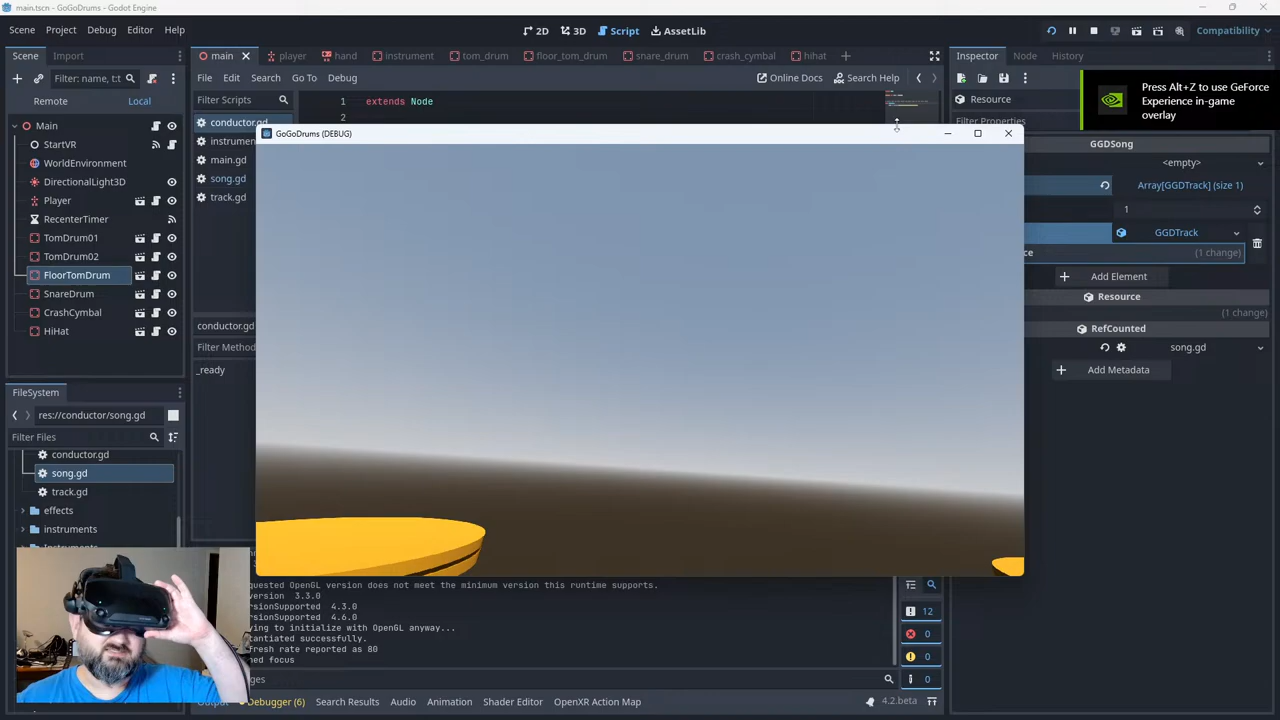 main.tscn - GoGoDrums - Godot Engine
Scene Project Debug Editor Help
2D 3D Script AssetLib
Compatibility
Scene Import
Filter: name, t:t
Remote Local
Main
StartVR
WorldEnvironment
DirectionalLight3D
Player
RecenterTimer
TomDrum01
TomDrum02
FloorTomDrum
SnareDrum
CrashCymbal
HiHat
FileSystem
res://conductor/song.gd
Filter Files
conductor.gd
song.gd
track.gd
effects
instruments
main player hand instrument tom_drum floor_tom_drum snare_drum crash_cymbal hihat
File Edit Search Go To Debug
Online Docs Search Help
Filter Scripts
conductor.gd
main.gd
song.gd
track.gd
conductor.gd
_ready
1 extends Node
2
GoGoDrums (DEBUG)
quested OpenGL version does not meet the minimum version this runtime supports.
version 3.3.0
ersionSupported 4.3.0
ersionSupported 4.6.0
ying to initialize with OpenGL anyway...
tantiated successfully.
fresh rate reported as 80
ned focus
12
0
0
0
Debugger (6) Search Results Audio Animation Shader Editor OpenXR Action Map
4.2.beta
Inspector Node History
Resource
Press Alt+Z to use GeForce
Experience in-game
overlay
GGDSong
<empty>
Array[GGDTrack] (size 1)
1
GGDTrack
(1 change)
Add Element
Resource
(1 change)
RefCounted
song.gd
Add Metadata